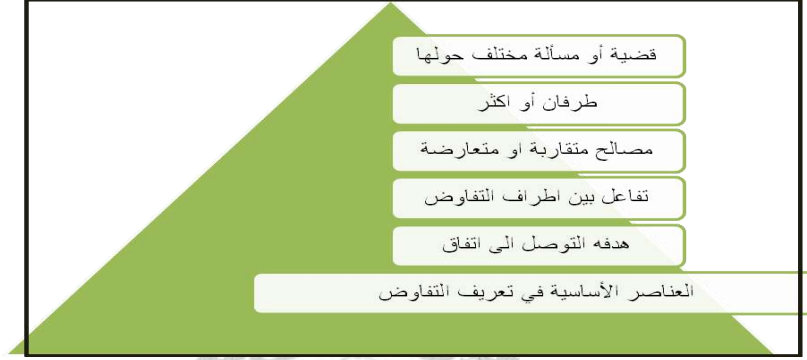 قضية أو مسألة مختلف حولها
طرفان أو اكثر
مصالح متقاربة او متعارضة
تفاعل بين اطراف التفاوض
هدفه التوصل الى اتفاق
العناصر الأساسية في تعريف التفاوض